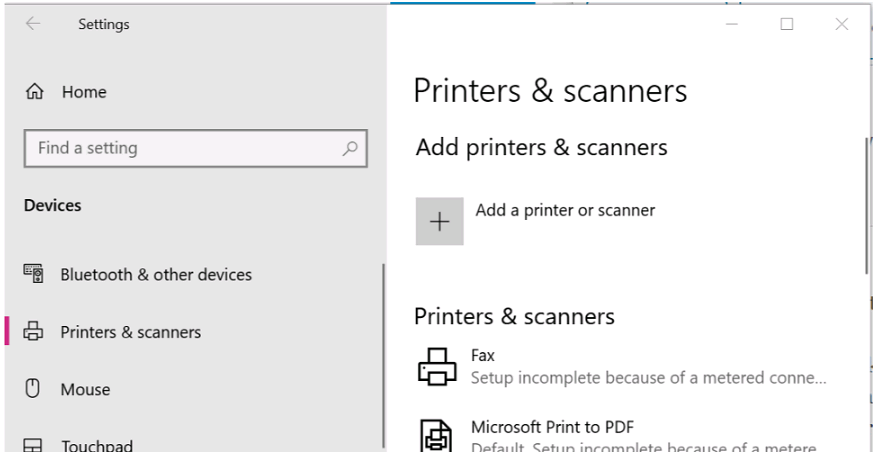 Settings
Home
Find a setting
Devices
Bluetooth & other devices
Printers & scanners
Mouse
Touchpad
Printers & scanners
Add printers & scanners
Add a printer or scanner
Printers & scanners
Fax
Setup incomplete because of a metered conne...
Microsoft Print to PDF
Default, Setup incomplete because of a metere...